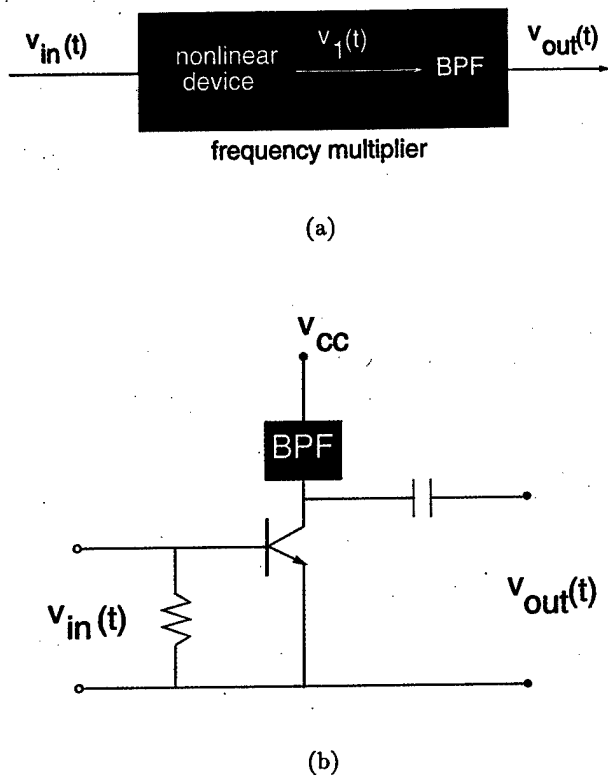 v_in(t)
nonlinear device
v_1(t)
BPF
v_out(t)
frequency multiplier
(a)
v_cc
BPF
v_in(t)
v_out(t)
(b)